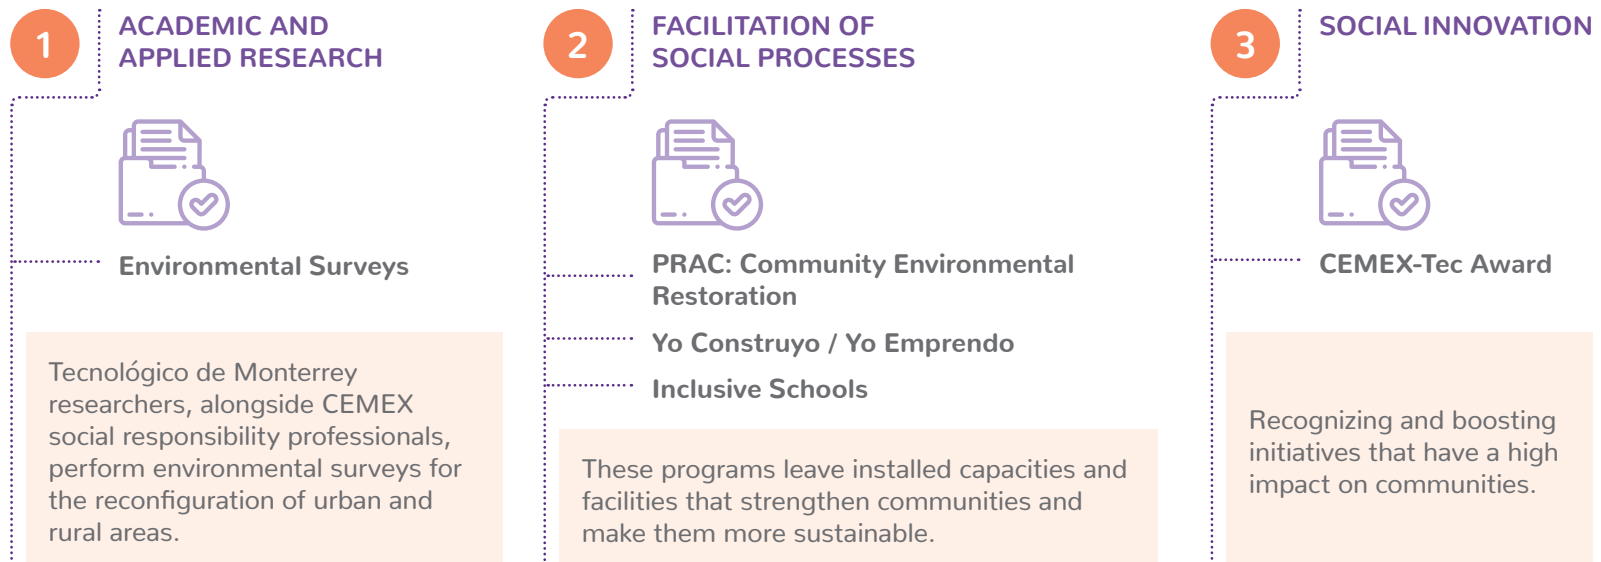 1
ACADEMIC AND
APPLIED RESEARCH
Environmental Surveys
Tecnológico de Monterrey
researchers, alongside CEMEX
social responsibility professionals,
perform environmental surveys for
the reconfiguration of urban and
rural areas.
2
FACILITATION OF
SOCIAL PROCESSES
PRAC: Community Environmental
Restoration
Yo Construyo / Yo Emprendo
Inclusive Schools
These programs leave installed capacities and
facilities that strengthen communities and
make them more sustainable.
3
SOCIAL INNOVATION
CEMEX-Tec Award
Recognizing and boosting
initiatives that have a high
impact on communities.